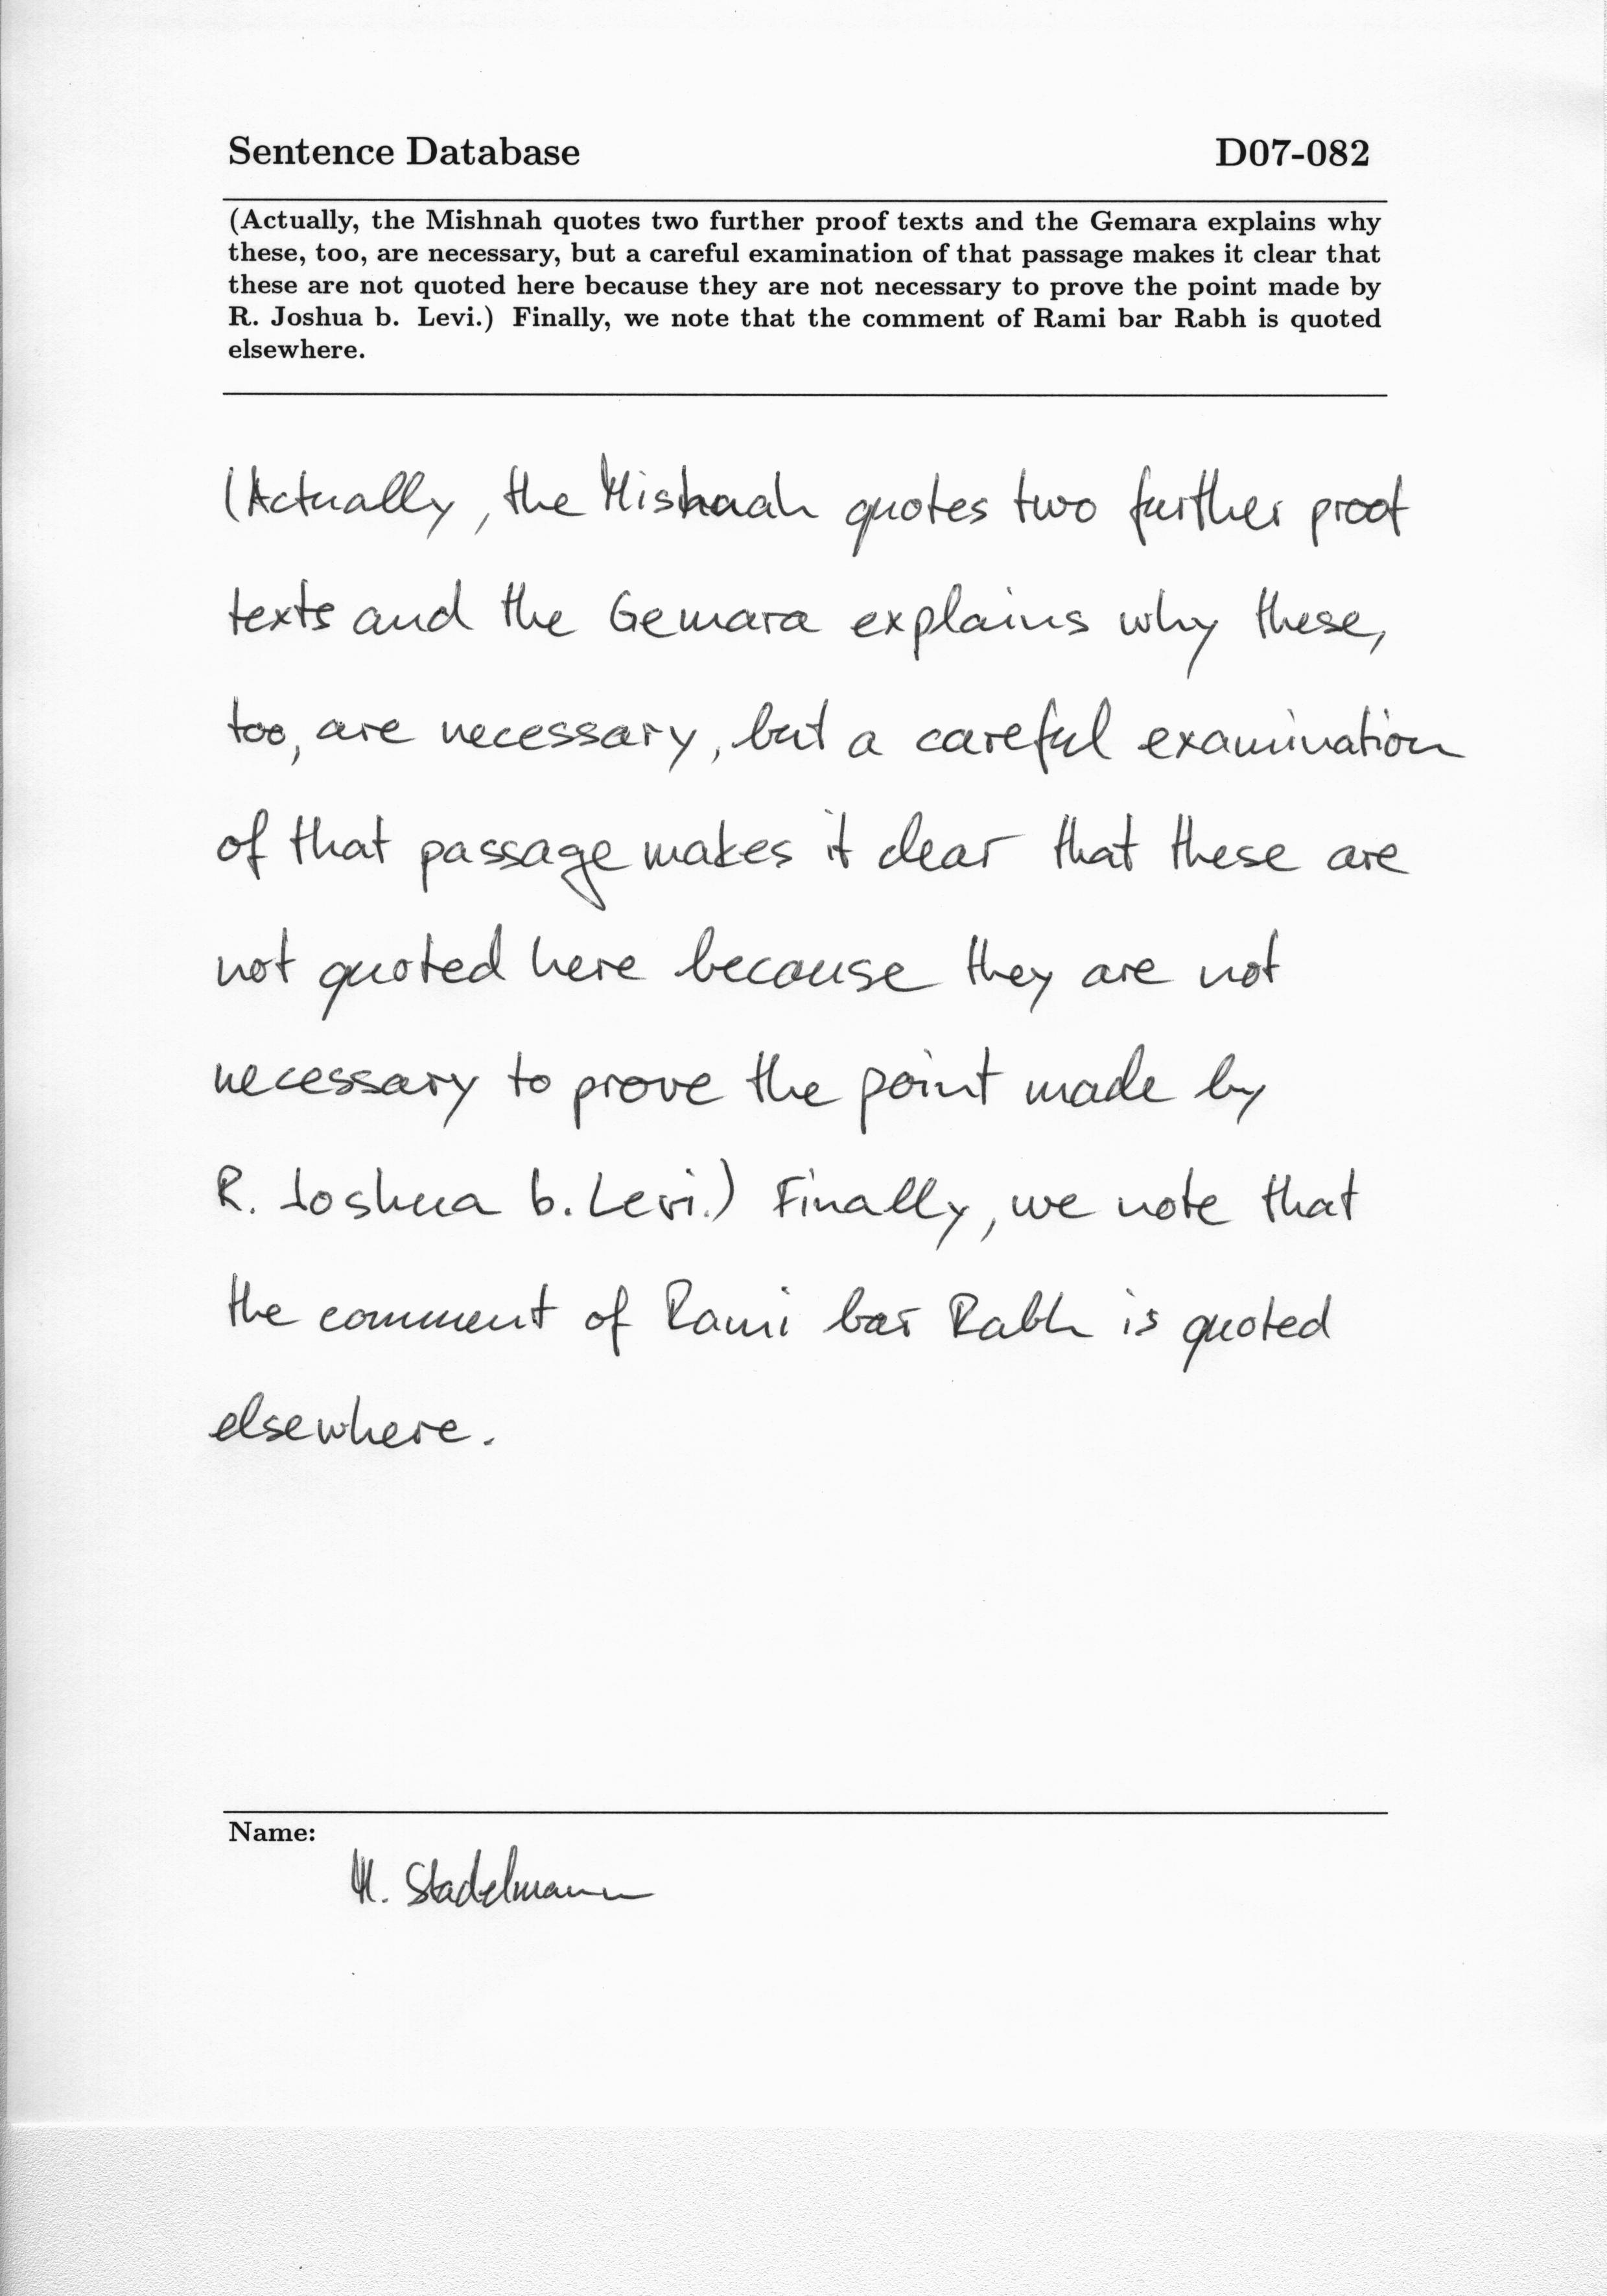 Sentence Database D07-082
(Actually, the Mishnah quotes two further proof texts and the Gemara explains why
these, too, are necessary, but a careful examination of that passage makes it clear that
these are not quoted here because they are not necessary to prove the point made by
R. Joshua b. Levi.) Finally, we note that the comment of Rami bar Rabh is quoted
elsewhere.
(Actually, the Mishnah quotes two further proof
texts and the Gemara explains why these,
too, are necessary, but a careful examination
of that passage makes it clear that these are
not quoted here because they are not
necessary to prove the point made by
R. Joshua b. Levi.) Finally, we note that
the comment of Rami bar Rabh is quoted
elsewhere.
Name:
M. Stadelmann